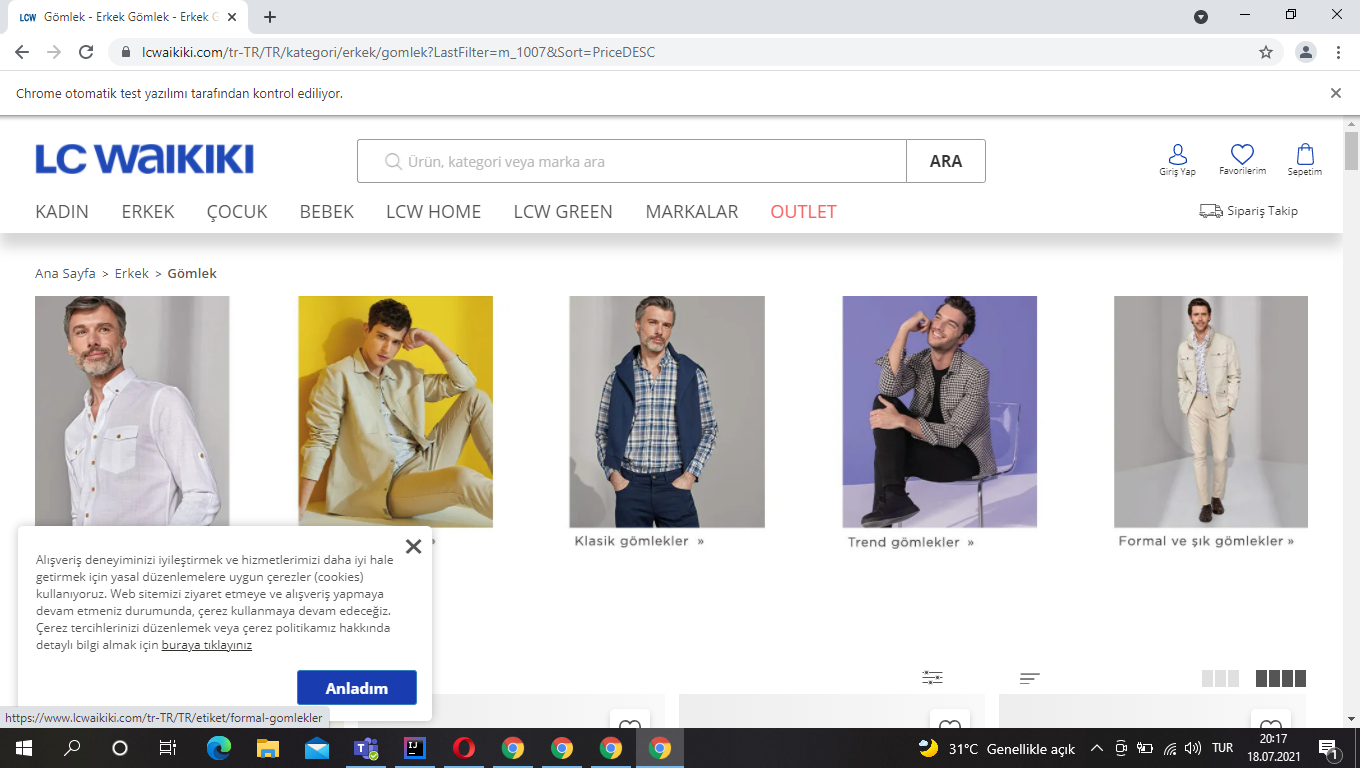 LCW Gömlek - Erkek Gömlek - Erkek G
lcwaikiki.com/tr-TR/TR/kategori/erkek/gomlek?LastFilter=m_1007&Sort=PriceDESC
Chrome otomatik test yazılımı tarafından kontrol ediliyor.
LC WAIKIKI
Ürün, kategori veya marka ara
ARA
Giriş Yap
Favorilerim
Sepetim
KADIN ERKEK ÇOCUK BEBEK LCW HOME LCW GREEN MARKALAR OUTLET
Sipariş Takip
Ana Sayfa > Erkek > Gömlek
Klasik gömlekler »
Trend gömlekler »
Formal ve şık gömlekler »
Alışveriş deneyiminizi iyileştirmek ve hizmetlerimizi daha iyi hale
getirmek için yasal düzenlemelere uygun çerezler (cookies)
kullanıyoruz. Web sitemizi ziyaret etmeye ve alışveriş yapmaya
devam etmeniz durumunda, çerez kullanmaya devam edeceğiz.
Çerez tercihlerinizi düzenlemek veya çerez politikamız hakkında
detaylı bilgi almak için buraya tıklayınız
Anladım
https://www.lcwaikiki.com/tr-TR/TR/etiket/formal-gomlekler
31°C Genellikle açık
TUR
20:17
18.07.2021
1